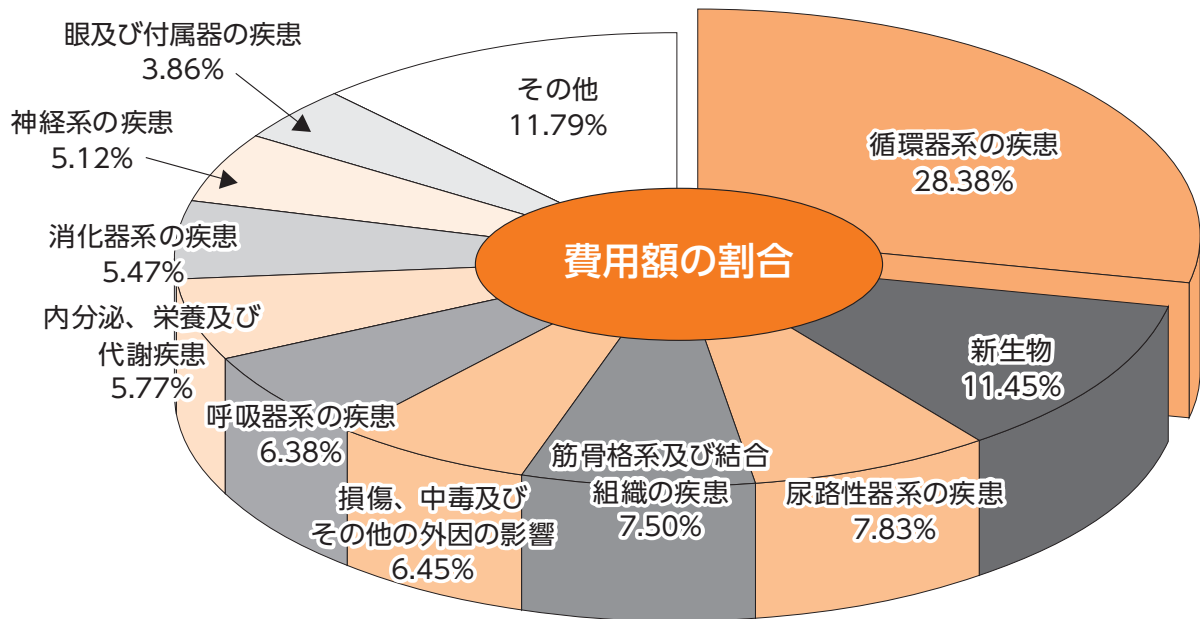 費用額の割合
循環器系の疾患
28.38%
新生物
11.45%
尿路性器系の疾患
7.83%
筋骨格系及び結合
組織の疾患
7.50%
損傷、中毒及び
その他の外因の影響
6.45%
呼吸器系の疾患
6.38%
内分泌、栄養及び
代謝疾患
5.77%
消化器系の疾患
5.47%
神経系の疾患
5.12%
眼及び付属器の疾患
3.86%
その他
11.79%